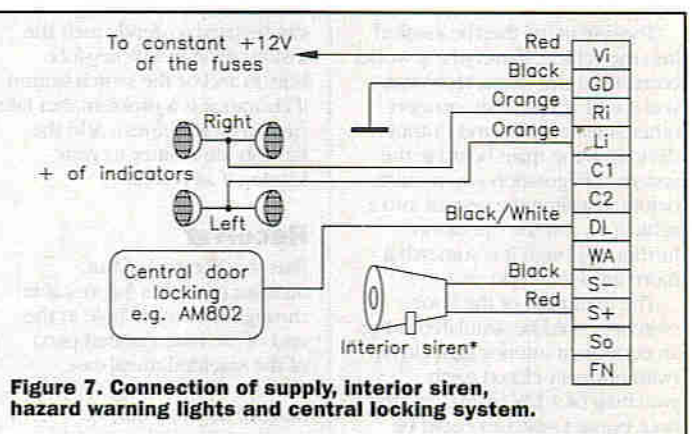 To constant +12V
of the fuses
Red
Black
Orange
Orange
Right
+ of indicators
Left
Black/White
Central door
locking
e.g. AM802
Black
Red
Interior siren*
Vi
GD
Ri
Li
C1
C2
DL
WA
S−
S+
So
FN
Figure 7. Connection of supply, interior siren,
hazard warning lights and central locking system.